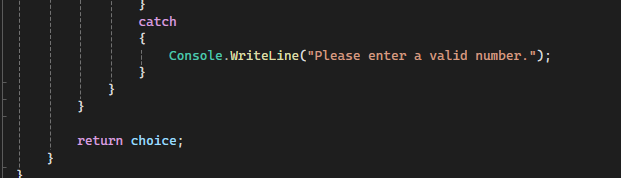 }
catch
{
Console.WriteLine("Please enter a valid number.");
}
}
}
return choice;
}
}